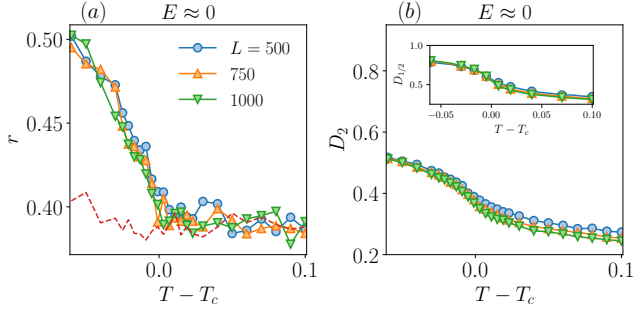 (a) E ≈ 0
0.50
0.45
0.40
r
L = 500
750
1000
0.0 0.1
T − T_c
(b) E ≈ 0
0.8
0.6
0.4
0.2
D_2
1.0
0.5
D_{1/2}
−0.05 0.00 0.05 0.10
T − T_c
0.0 0.1
T − T_c